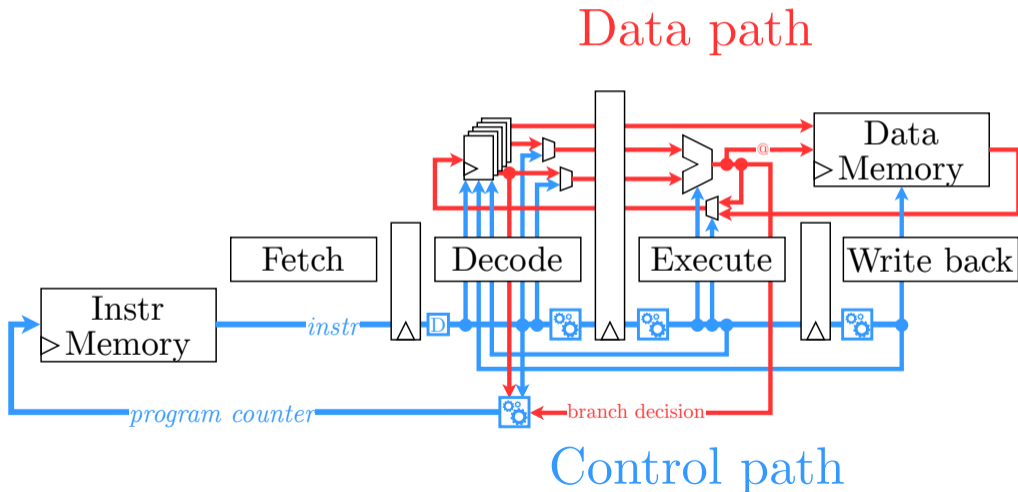 Data path
Data
Memory
@
Fetch
Decode
Execute
Write back
Instr
Memory
instr
D
program counter
branch decision
Control path